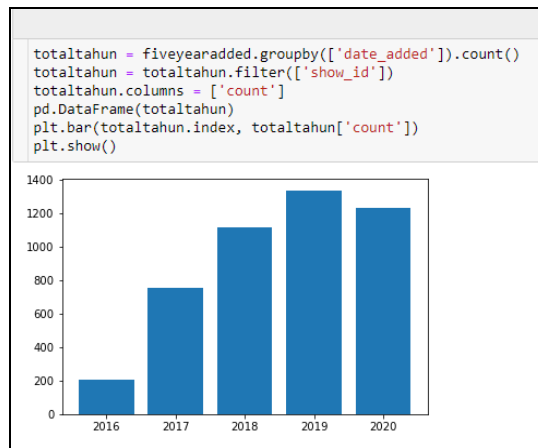 totaltahun = fiveyearadded.groupby(['date_added']).count()
totaltahun = totaltahun.filter(['show_id'])
totaltahun.columns = ['count']
pd.DataFrame(totaltahun)
plt.bar(totaltahun.index, totaltahun['count'])
plt.show()
1400
1200
1000
800
600
400
200
0
2016 2017 2018 2019 2020